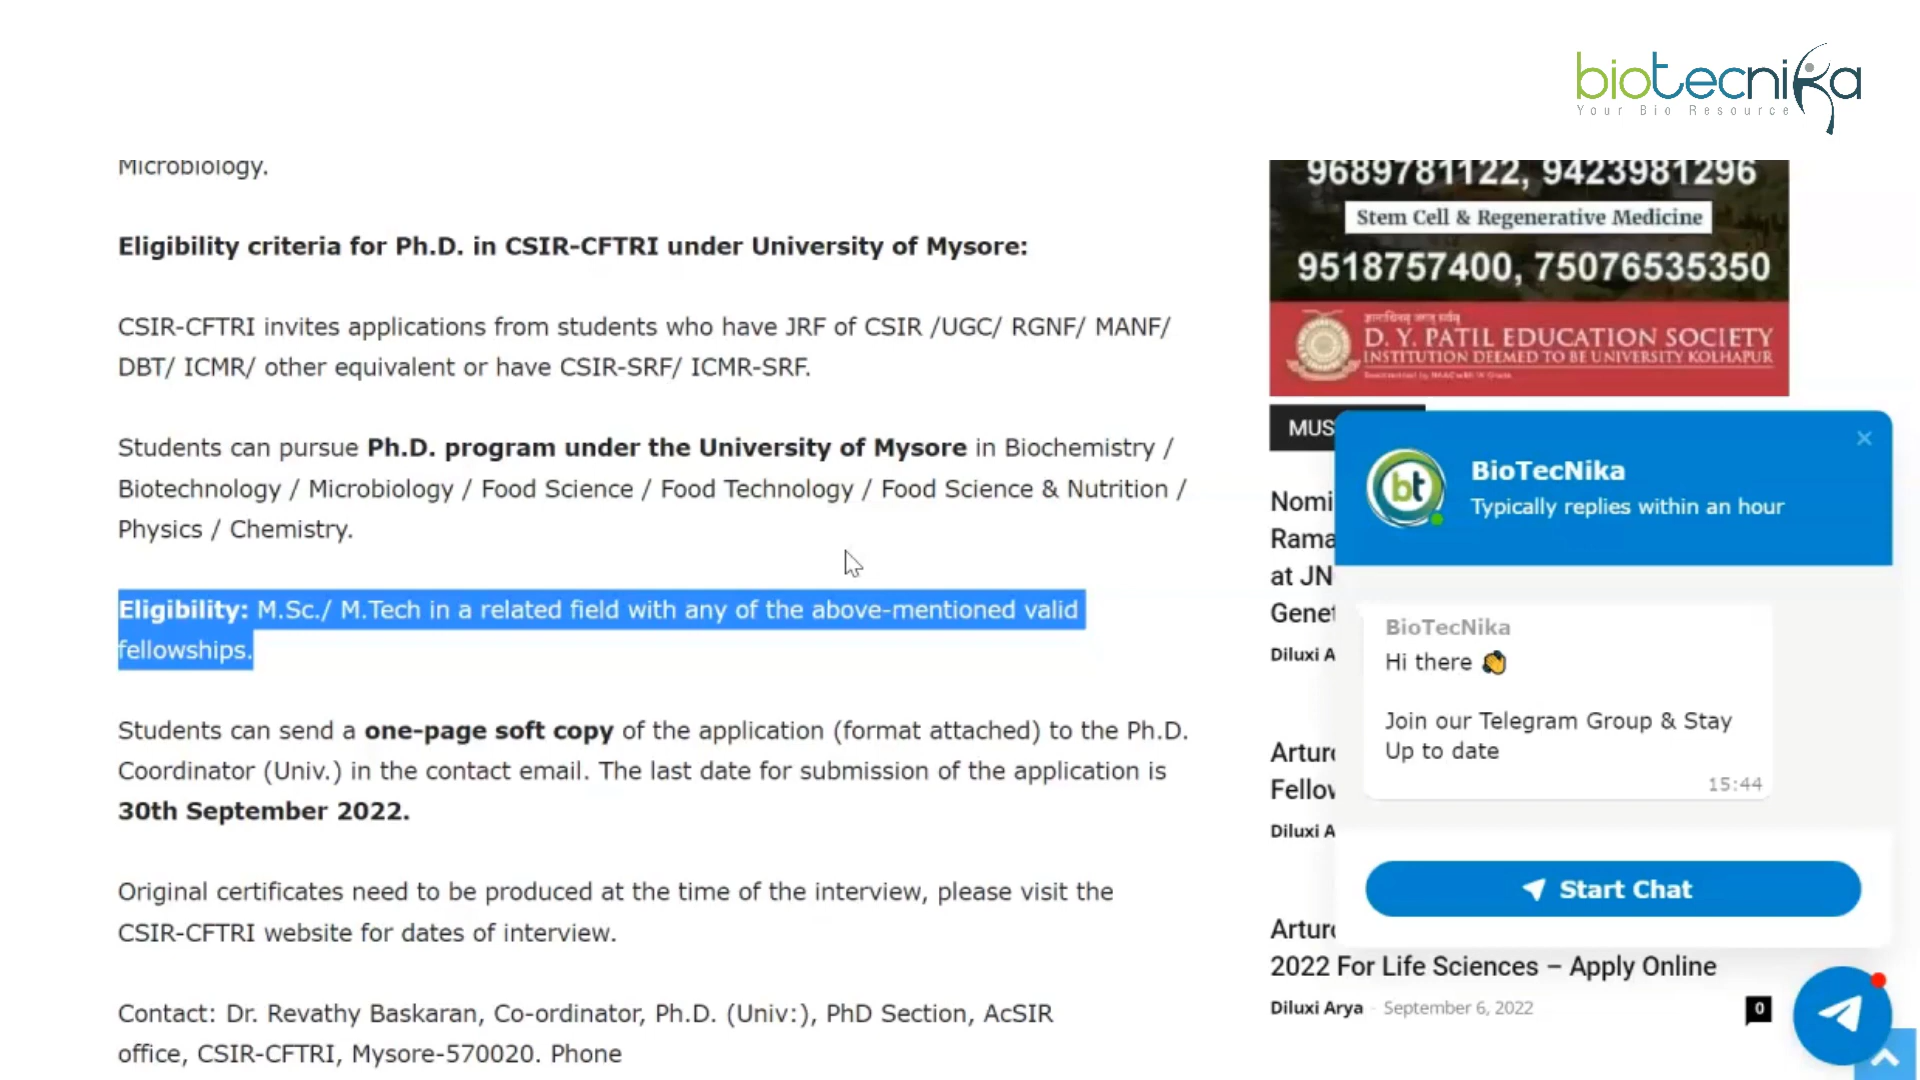 biotecnika
Your Bio Resource
Microbiology.
Eligibility criteria for Ph.D. in CSIR-CFTRI under University of Mysore:
CSIR-CFTRI invites applications from students who have JRF of CSIR /UGC/ RGNF/ MANF/
DBT/ ICMR/ other equivalent or have CSIR-SRF/ ICMR-SRF.
Students can pursue Ph.D. program under the University of Mysore in Biochemistry /
Biotechnology / Microbiology / Food Science / Food Technology / Food Science & Nutrition /
Physics / Chemistry.
Eligibility: M.Sc./ M.Tech in a related field with any of the above-mentioned valid
fellowships.
Students can send a one-page soft copy of the application (format attached) to the Ph.D.
Coordinator (Univ.) in the contact email. The last date for submission of the application is
30th September 2022.
Original certificates need to be produced at the time of the interview, please visit the
CSIR-CFTRI website for dates of interview.
Contact: Dr. Revathy Baskaran, Co-ordinator, Ph.D. (Univ:), PhD Section, AcSIR
office, CSIR-CFTRI, Mysore-570020. Phone
9689781122, 9423981296
Stem Cell & Regenerative Medicine
9518757400, 75076535350
D. Y. PATIL EDUCATION SOCIETY
INSTITUTION DEEMED TO BE UNIVERSITY KOLHAPUR
MUS
Nomi
Rama
at JN
Genet
Diluxi A
Arturo
Fellow
Diluxi A
Arturo
2022 For Life Sciences – Apply Online
Diluxi Arya - September 6, 2022
0
bt
BioTecNika
Typically replies within an hour
BioTecNika
Hi there
Join our Telegram Group & Stay
Up to date
15:44
Start Chat